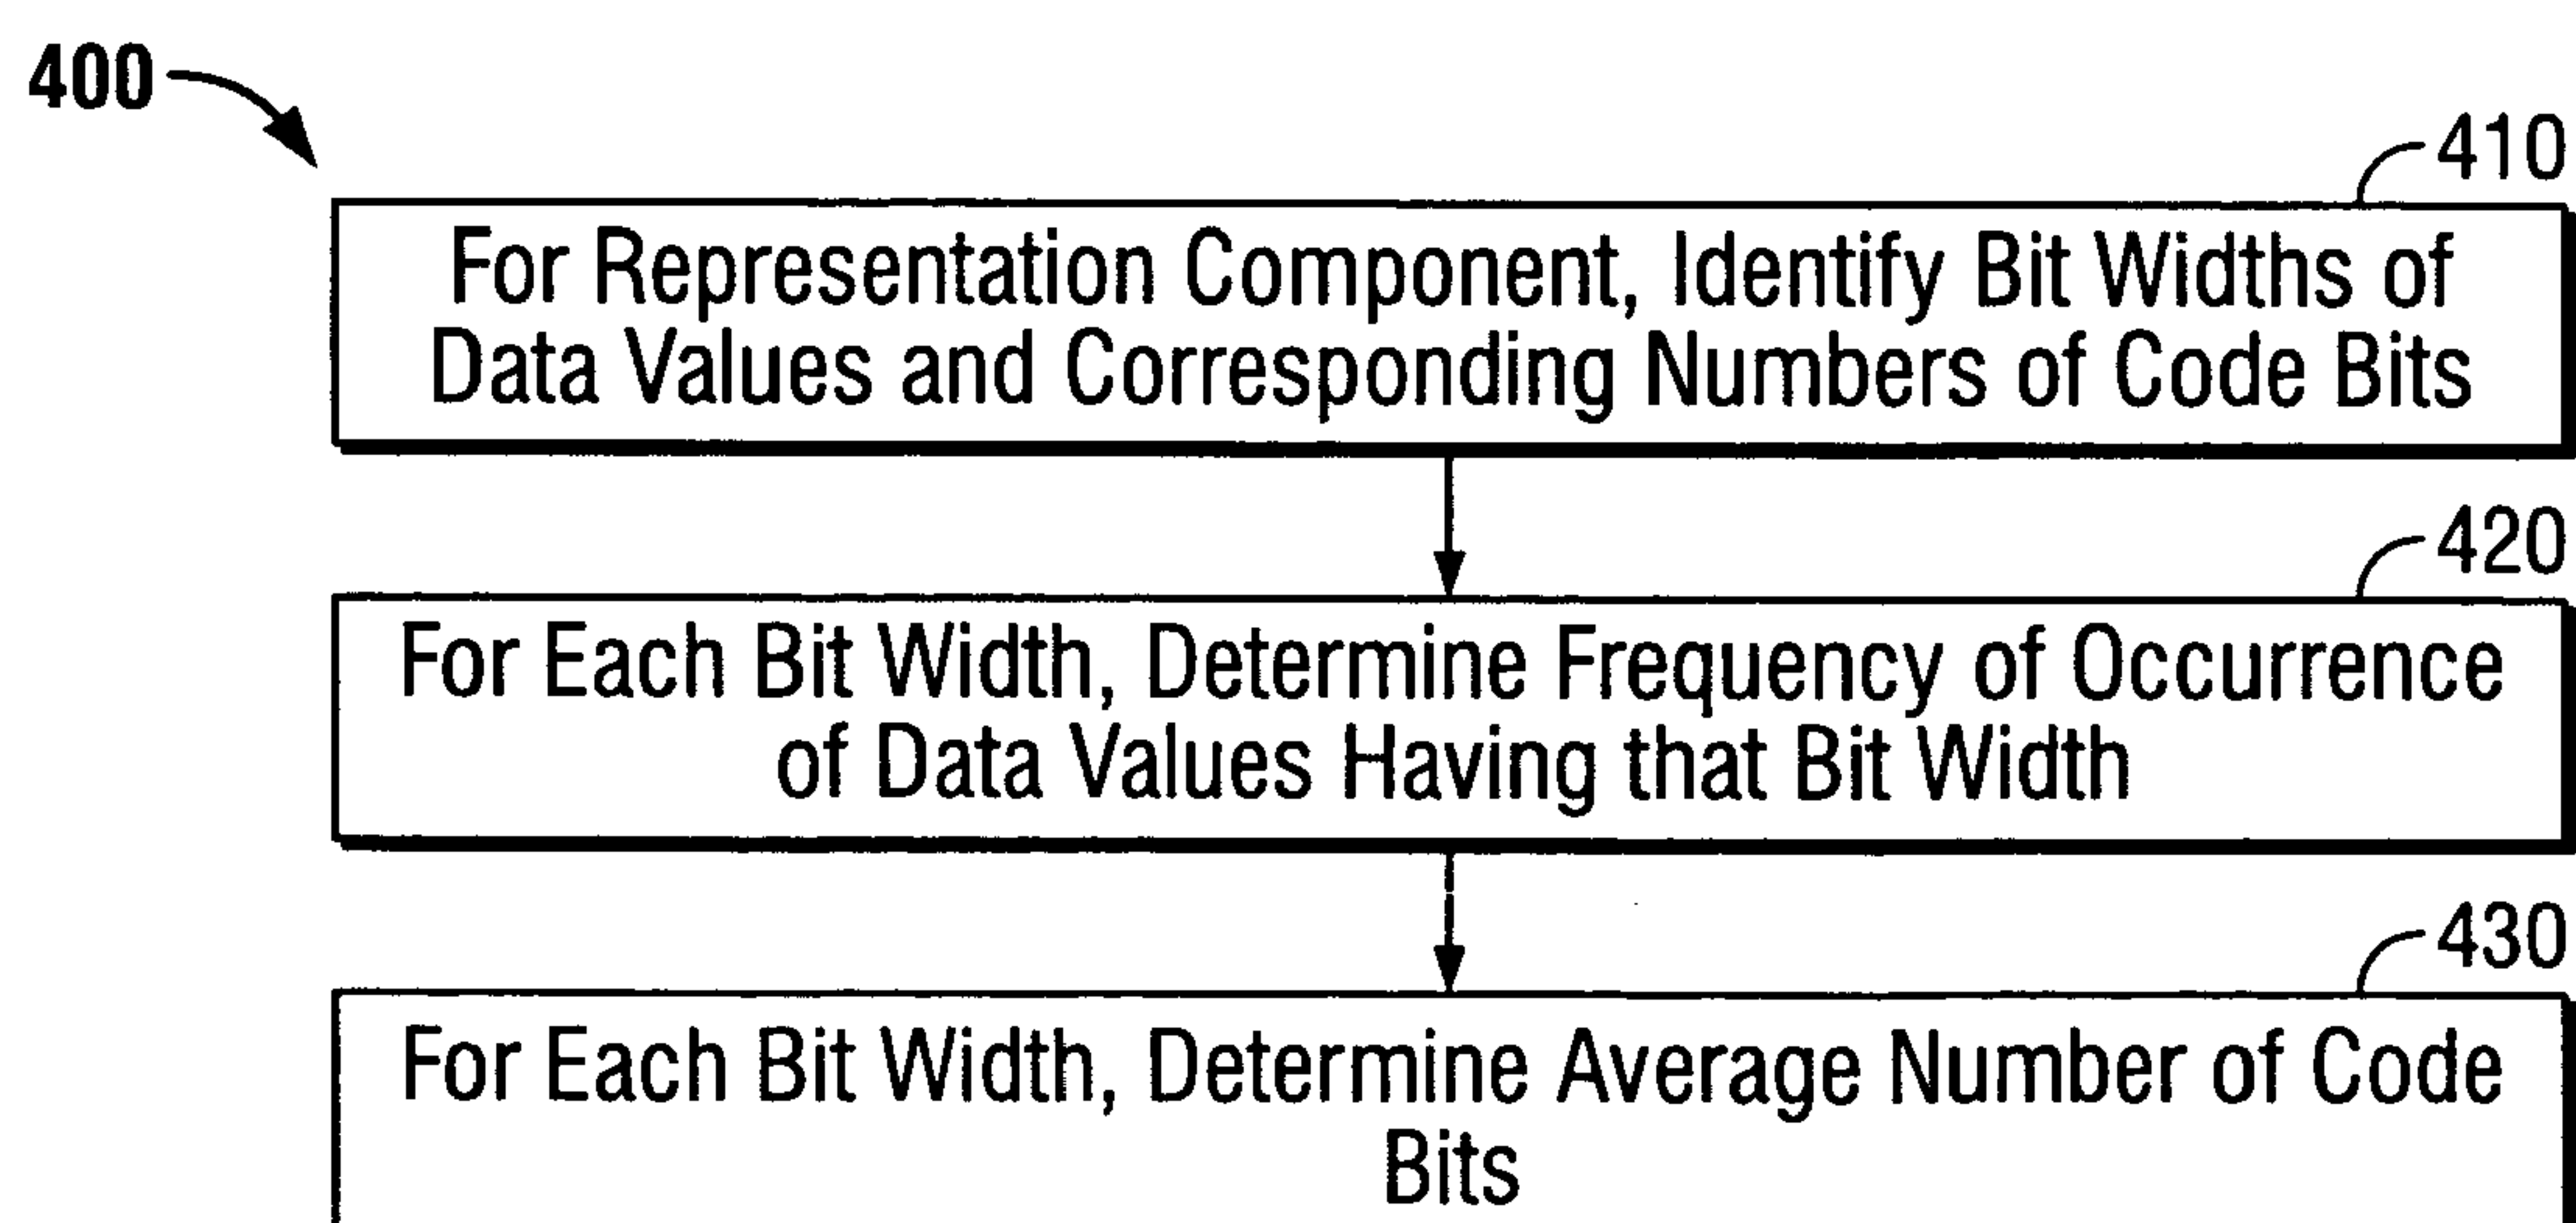 400
410
For Representation Component, Identify Bit Widths of
Data Values and Corresponding Numbers of Code Bits
420
For Each Bit Width, Determine Frequency of Occurrence
of Data Values Having that Bit Width
430
For Each Bit Width, Determine Average Number of Code
Bits